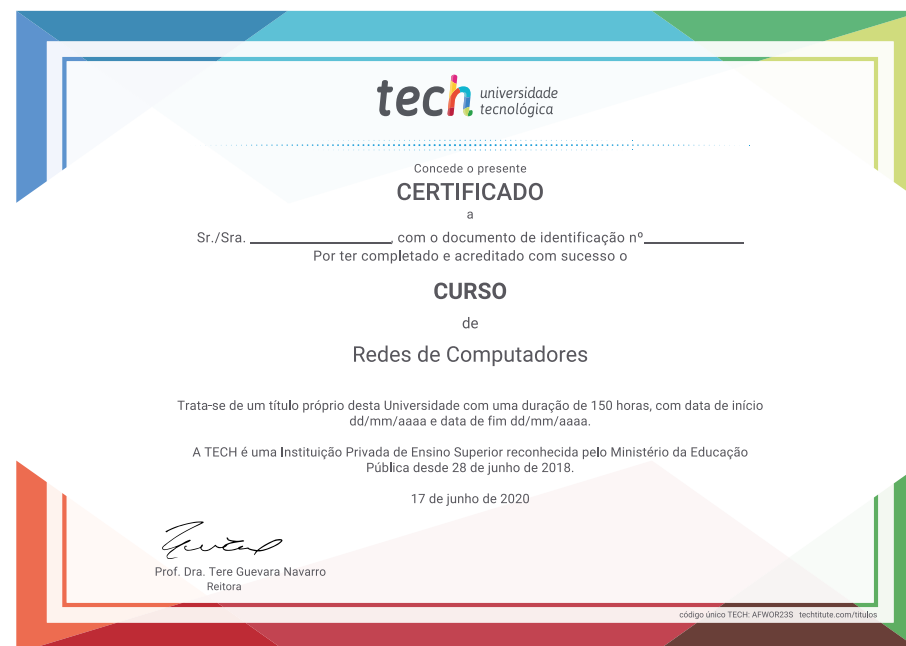 tech universidade
tecnológica
Concede o presente
CERTIFICADO
a
Sr./Sra. ____________, com o documento de identificação nº____________
Por ter completado e acreditado com sucesso o
CURSO
de
Redes de Computadores
Trata-se de um título próprio desta Universidade com uma duração de 150 horas, com data de início
dd/mm/aaaa e data de fim dd/mm/aaaa.
A TECH é uma Instituição Privada de Ensino Superior reconhecida pelo Ministério da Educação
Pública desde 28 de junho de 2018.
17 de junho de 2020
Prof. Dra. Tere Guevara Navarro
Reitora
código único TECH: AFWOR23S techtitute.com/titulos